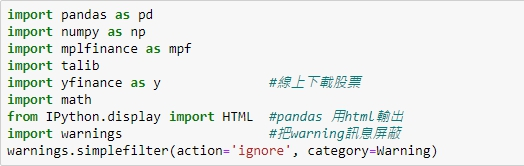 import pandas as pd
import numpy as np
import mplfinance as mpf
import talib
import yfinance as y #線上下載股票
import math
from IPython.display import HTML #pandas 用html輸出
import warnings #把warning訊息屏蔽
warnings.simplefilter(action='ignore', category=Warning)